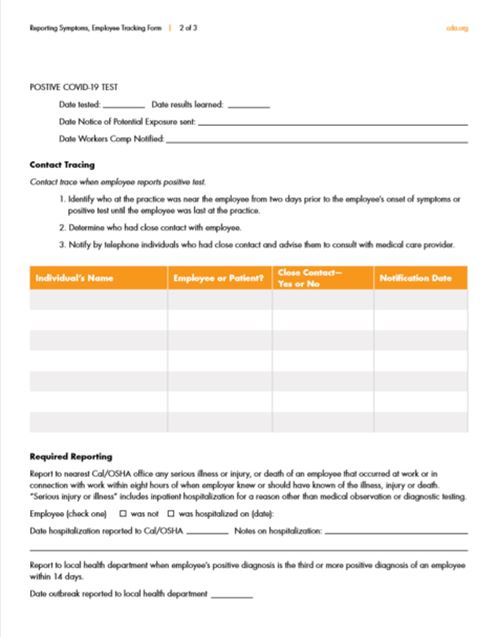 Reporting Symptoms, Employee Tracking Form | 2 of 3
cda.org
POSTIVE COVID-19 TEST
Date tested: __________ Date results learned: __________
Date Notice of Potential Exposure sent: __________
Date Workers Comp Notified: __________
Contact Tracing
Contact trace when employee reports positive test.
1. Identify who at the practice was near the employee from two days prior to the employee's onset of symptoms or
positive test until the employee was last at the practice.
2. Determine who had close contact with employee.
3. Notify by telephone individuals who had close contact and advise them to consult with medical care provider.
Individual's Name
Employee or Patient?
Close Contact—
Yes or No
Notification Date
Required Reporting
Report to nearest Cal/OSHA office any serious illness or injury, or death of an employee that occurred at work or in
connection with work within eight hours of when employer knew or should have known of the illness, injury or death.
"Serious injury or illness" includes inpatient hospitalization for a reason other than medical observation or diagnostic testing.
Employee (check one) ☐ was not ☐ was hospitalized on (date):
Date hospitalization reported to Cal/OSHA __________ Notes on hospitalization: __________
Report to local health department when employee's positive diagnosis is the third or more positive diagnosis of an employee
within 14 days.
Date outbreak reported to local health department __________